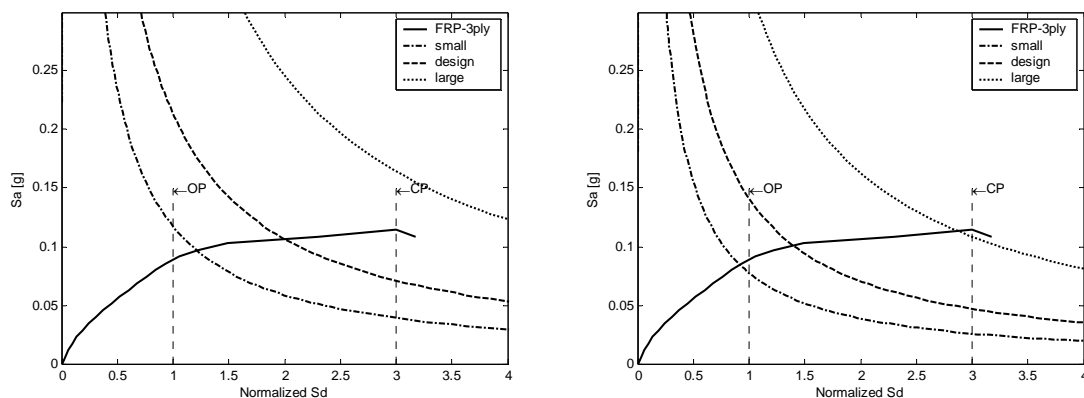 FRP-3ply
small
design
large
0.25
0.2
0.15
0.1
0.05
0
Sa [g]
←OP
←CP
0 0.5 1 1.5 2 2.5 3 3.5 4
Normalized Sd
FRP-3ply
small
design
large
0.25
0.2
0.15
0.1
0.05
0
Sa [g]
←OP
←CP
0 0.5 1 1.5 2 2.5 3 3.5 4
Normalized Sd